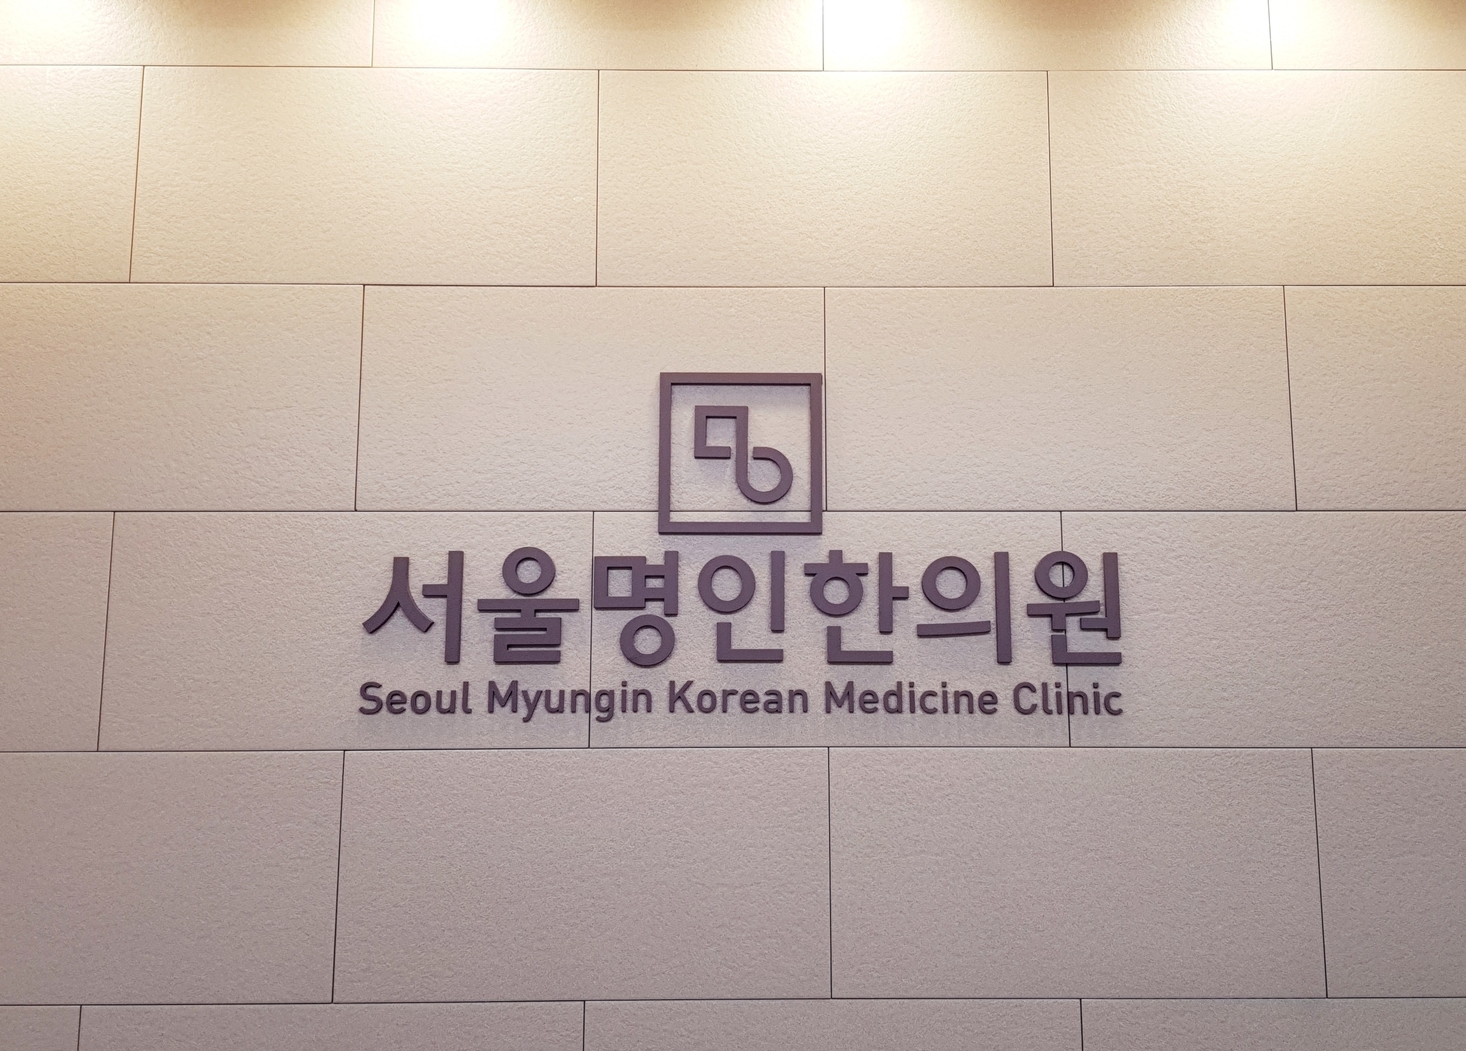 서울명인한의원
Seoul Myungin Korean Medicine Clinic